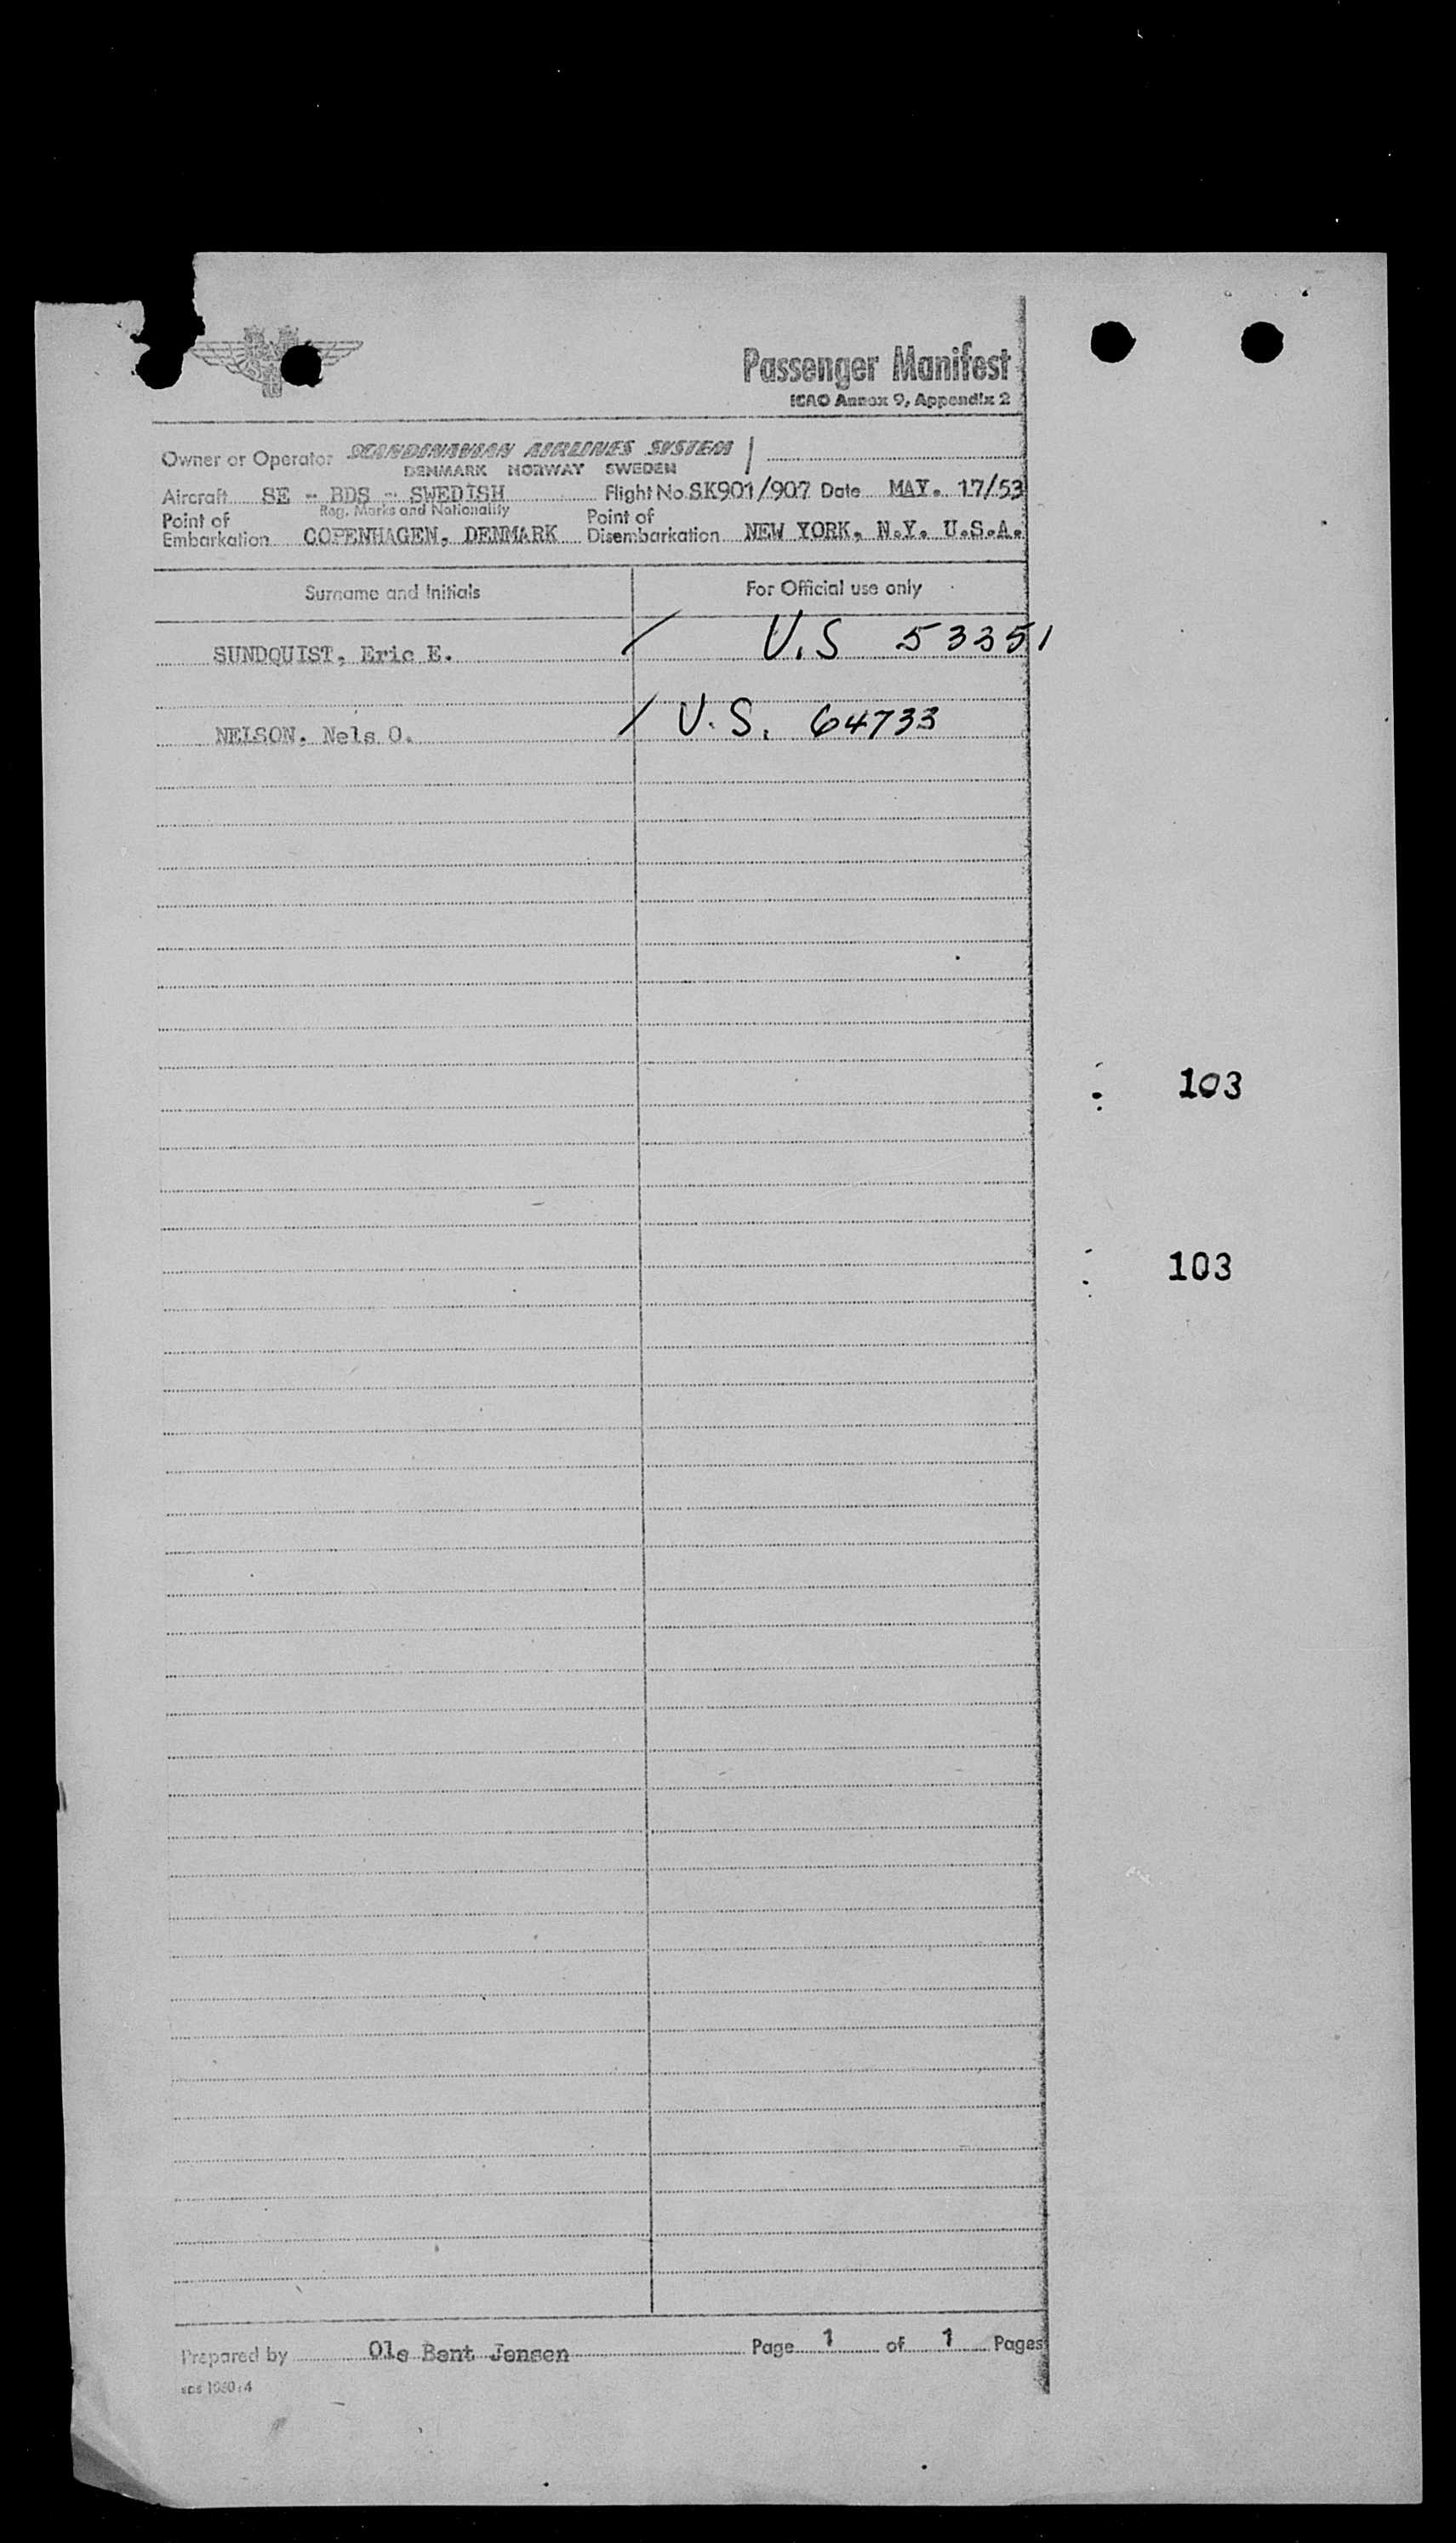 Passenger Manifest
ICAO Annex 9, Appendix 2
Owner or Operator SCANDINAVIAN AIRLINES SYSTEM
DENMARK NORWAY SWEDEN
Aircraft SE - BDS - SWEDISH Flight No. SK901/907 Date MAY. 17/53
Reg. Marks and Nationality
Point of Embarkation COPENHAGEN, DENMARK Point of Disembarkation NEW YORK, N.Y. U.S.A.
Surname and Initials For Official use only
SUNDQUIST, Eric E. / U.S 53351
NELSON, Nels O. / U.S. 64733
103
103
Prepared by Ole Bent Jensen Page 1 of 1 Pages
sas 1080:4